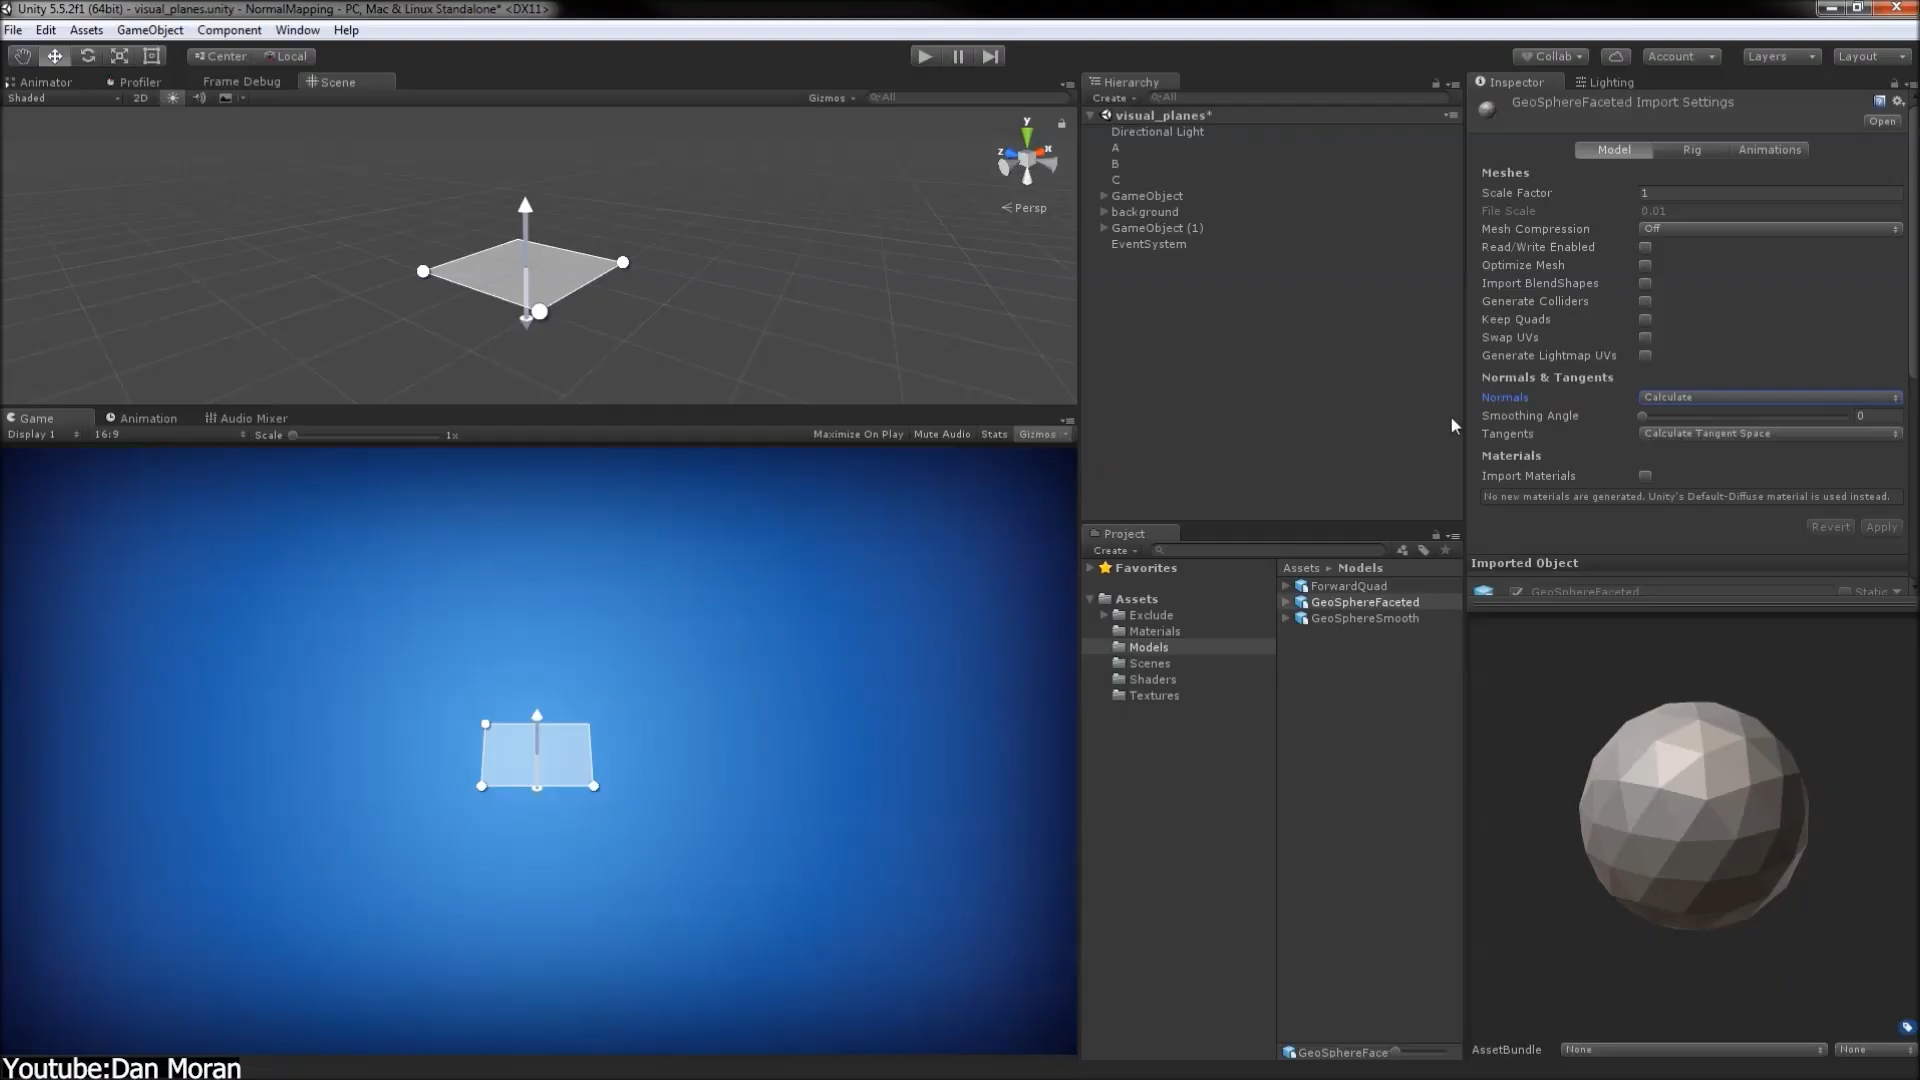 Unity 5.5.2f1 (64bit) - visual_planes.unity - NormalMapping - PC, Mac & Linux Standalone* <DX11>
File Edit Assets GameObject Component Window Help
Center Local
Collab Account Layers Layout
Animator Profiler Frame Debug Scene
Shaded 2D Gizmos All
y
z x
Persp
Game Animation Audio Mixer
Display 1 16:9 Scale 1x Maximize On Play Mute Audio Stats Gizmos
Hierarchy
Create All
visual_planes*
Directional Light
A
B
C
GameObject
background
GameObject (1)
EventSystem
Project
Create
Favorites
Assets
Exclude
Materials
Models
Scenes
Shaders
Textures
Assets Models
ForwardQuad
GeoSphereFaceted
GeoSphereSmooth
GeoSphereFace
Inspector Lighting
GeoSphereFaceted Import Settings
Open
Model Rig Animations
Meshes
Scale Factor 1
File Scale 0.01
Mesh Compression Off
Read/Write Enabled
Optimize Mesh
Import BlendShapes
Generate Colliders
Keep Quads
Swap UVs
Generate Lightmap UVs
Normals & Tangents
Normals Calculate
Smoothing Angle 0
Tangents Calculate Tangent Space
Materials
Import Materials
No new materials are generated. Unity's Default-Diffuse material is used instead.
Revert Apply
Imported Object
GeoSphereFaceted Static
AssetBundle None None
Youtube:Dan Moran